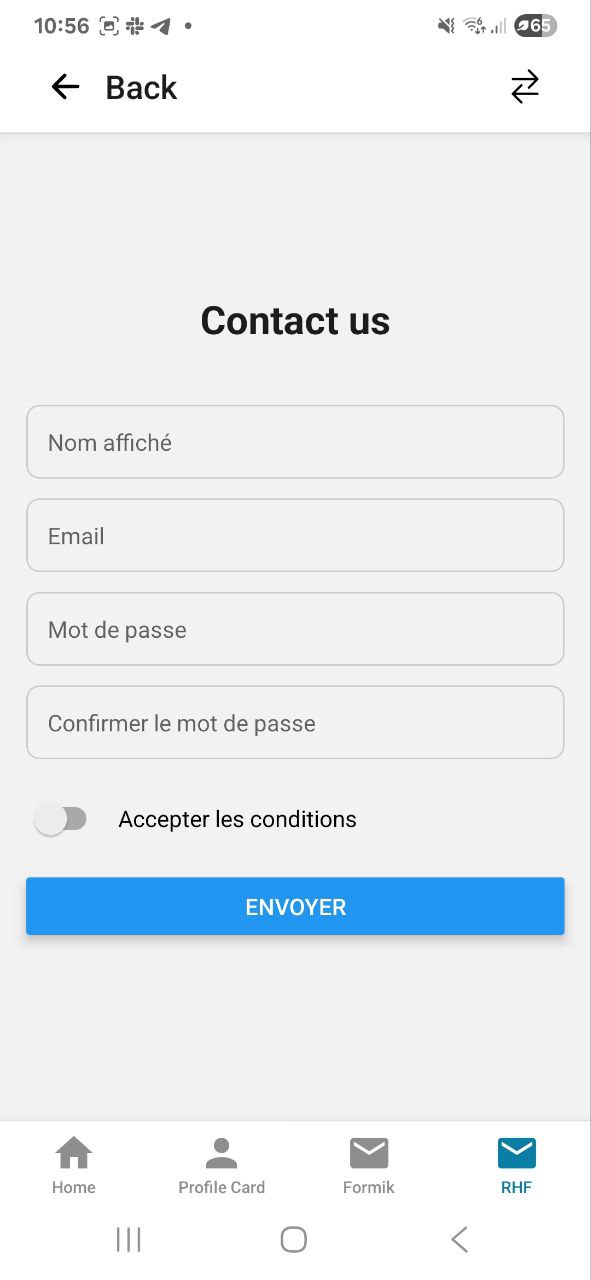 10:56
65
Back
Contact us
Nom affiché
Email
Mot de passe
Confirmer le mot de passe
Accepter les conditions
ENVOYER
Home
Profile Card
Formik
RHF